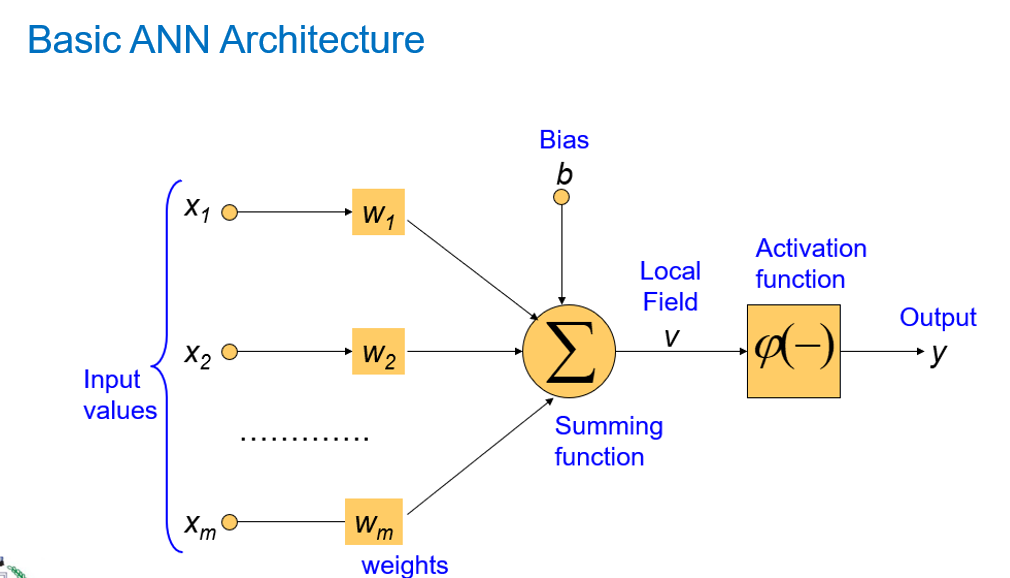 Basic ANN Architecture
Bias
b
x1
w1
Local
Field
v
Activation
function
φ(−)
Output
y
x2
w2
∑
Input
values
.............
Summing
function
xm
wm
weights